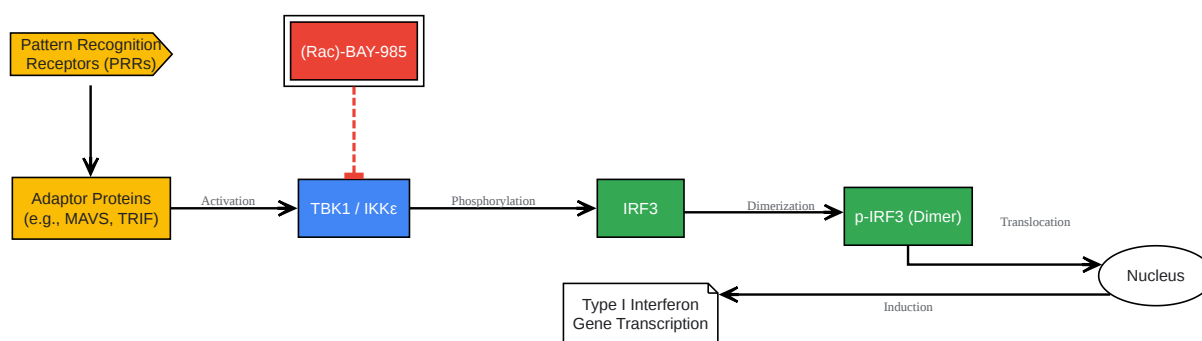 Pattern Recognition
Receptors (PRRs)
(Rac)-BAY-985
Adaptor Proteins
(e.g., MAVS, TRIF)
Activation
TBK1 / IKKε
Phosphorylation
IRF3
Dimerization
p-IRF3 (Dimer)
Translocation
Nucleus
Induction
Type I Interferon
Gene Transcription